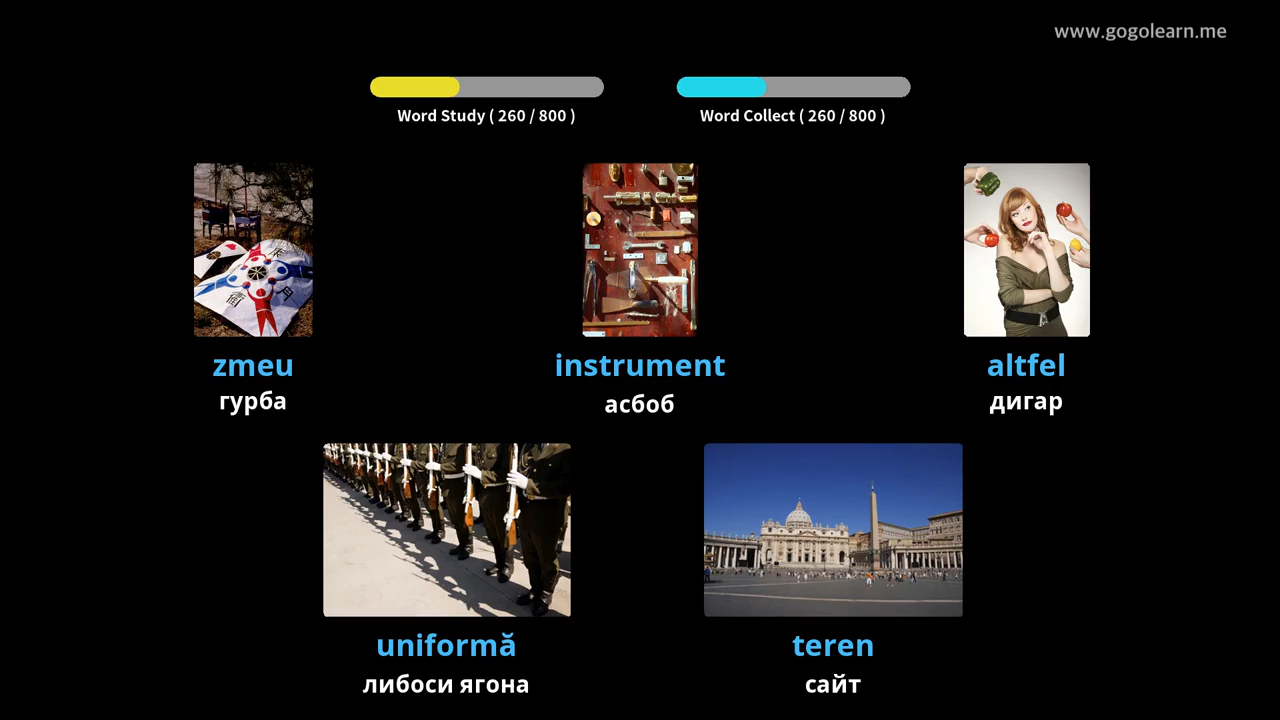 www.gogolearn.me
Word Study ( 260 / 800 )
Word Collect ( 260 / 800 )
zmeu
гурба
instrument
асбоб
altfel
дигар
uniformă
либоси ягона
teren
сайт